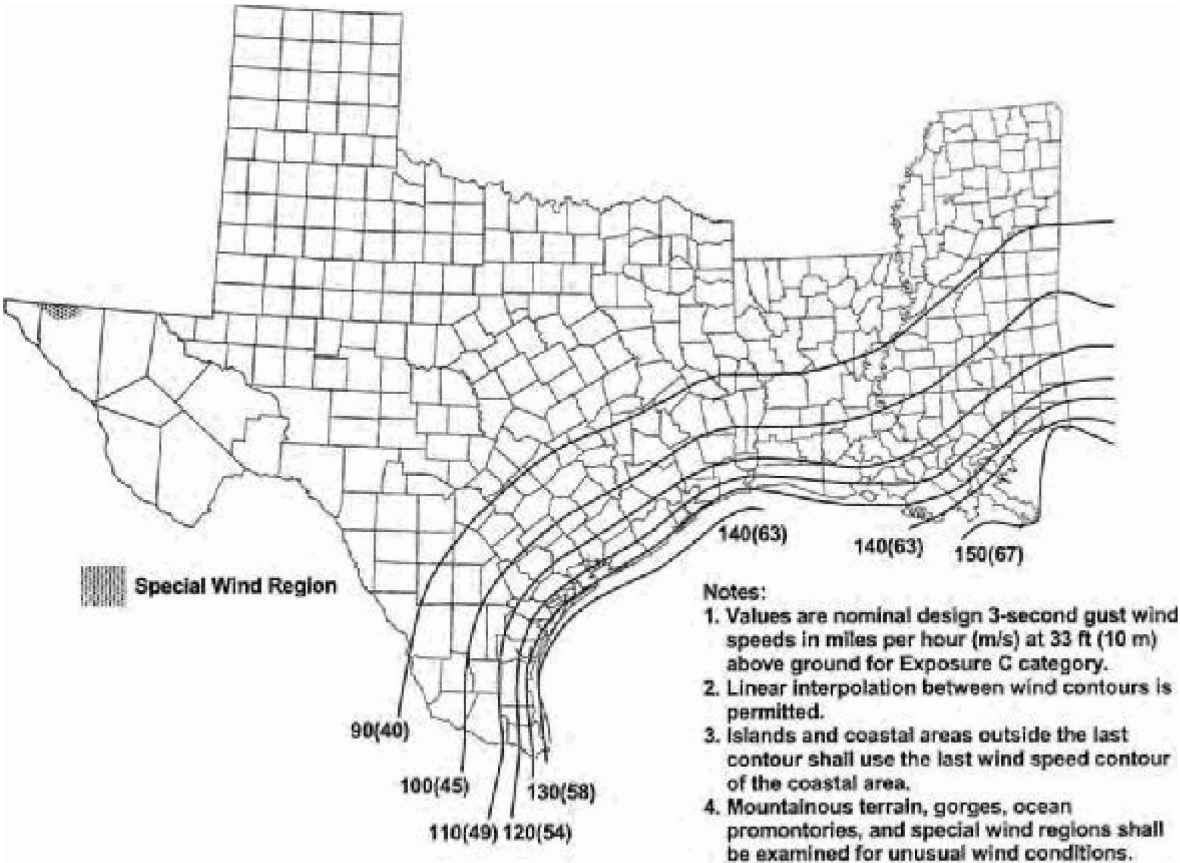 140(63)
140(63)
150(67)
Special Wind Region
90(40)
100(45)
130(58)
110(49)
120(54)
Notes:
1. Values are nominal design 3-second gust wind
speeds in miles per hour (m/s) at 33 ft (10 m)
above ground for Exposure C category.
2. Linear interpolation between wind contours is
permitted.
3. Islands and coastal areas outside the last
contour shall use the last wind speed contour
of the coastal area.
4. Mountainous terrain, gorges, ocean
promontories, and special wind regions shall
be examined for unusual wind conditions.